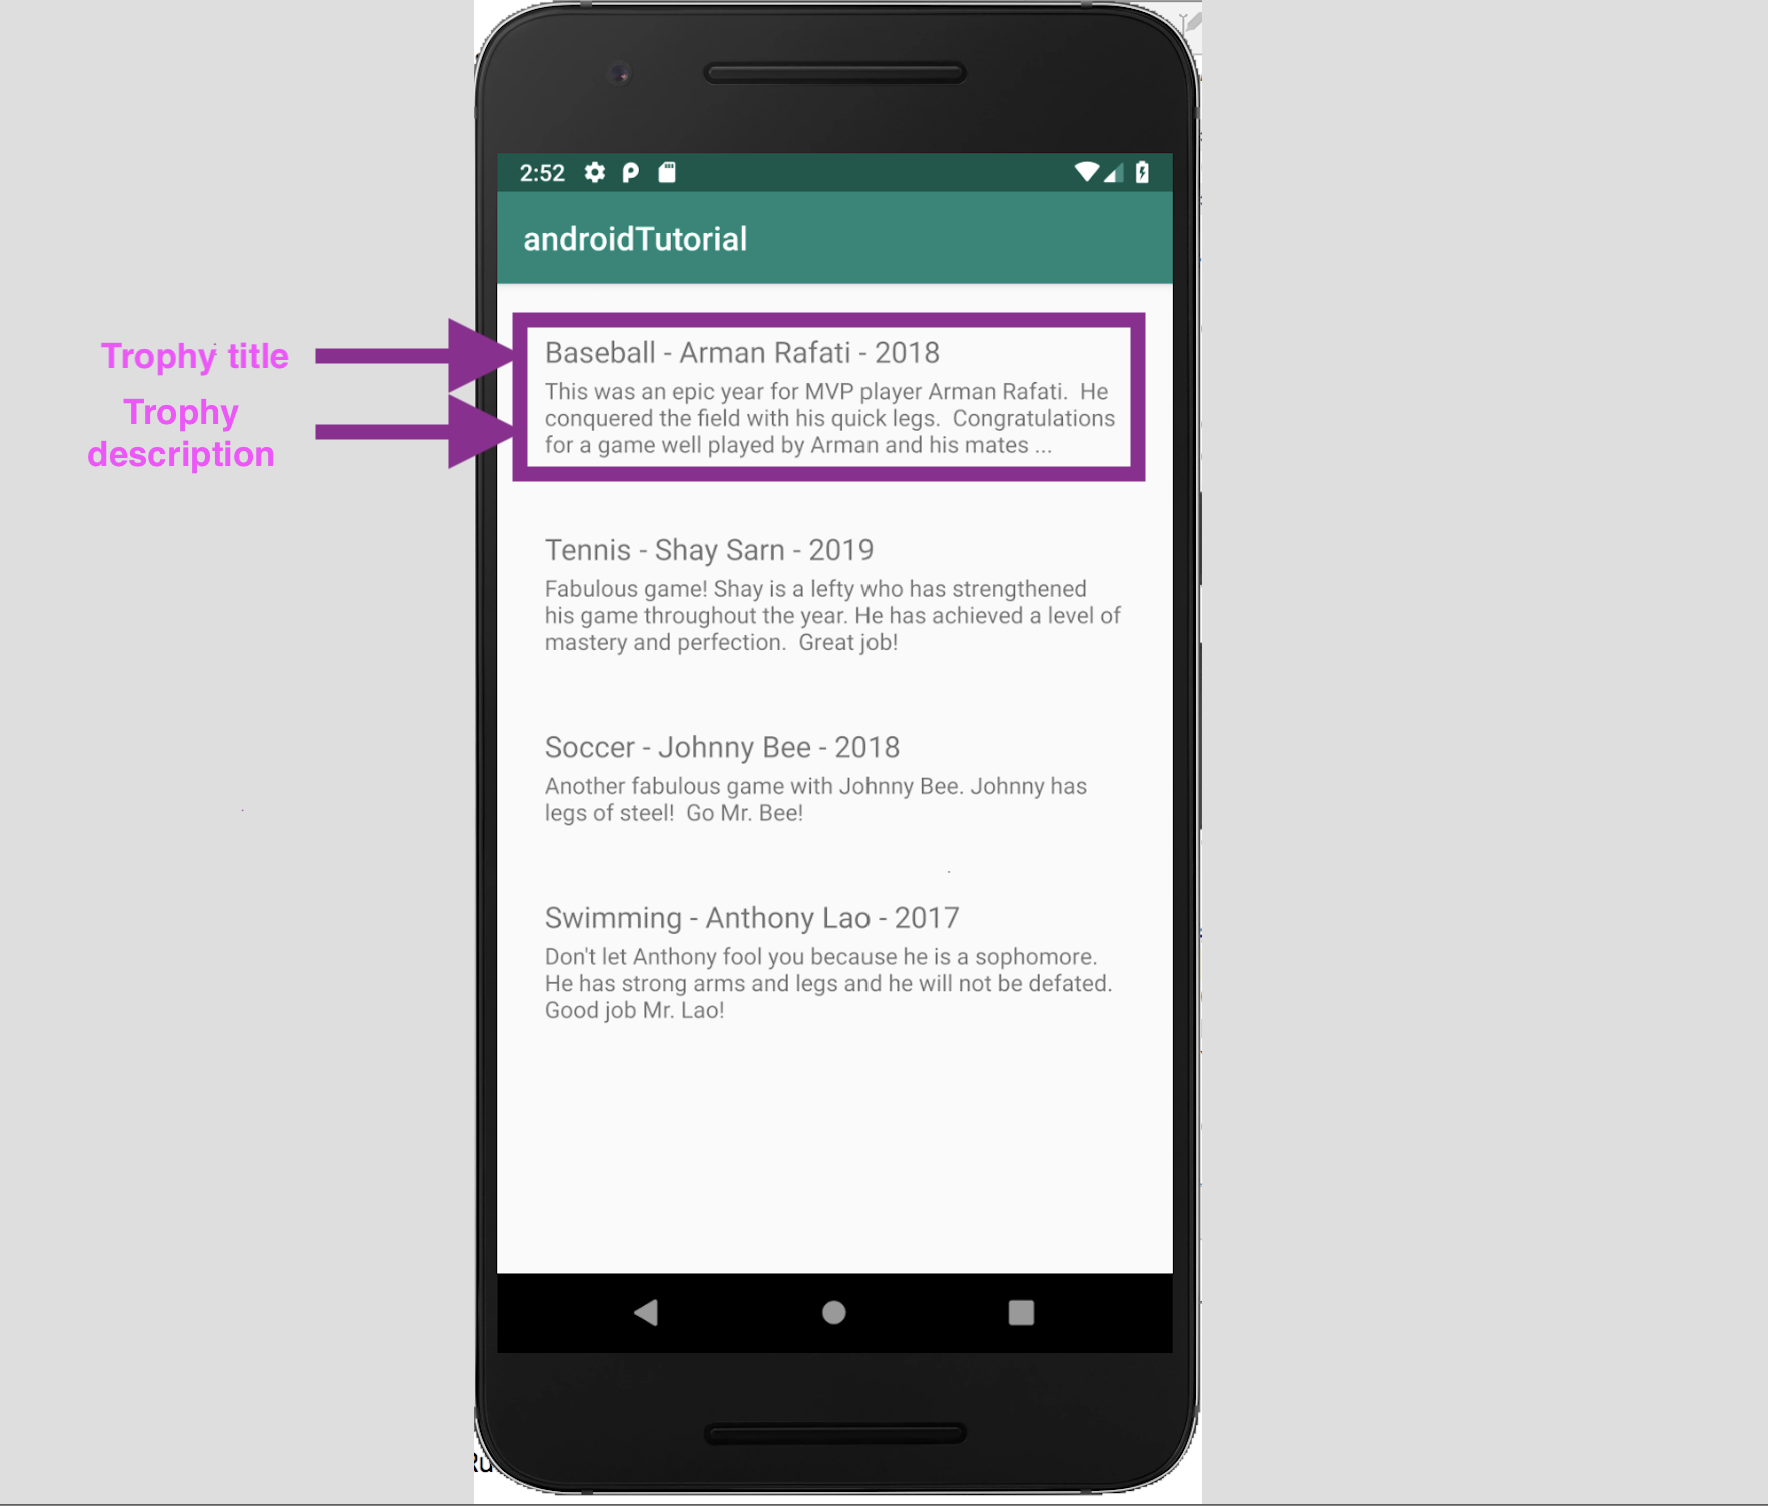 2:52
androidTutorial
Trophy title
Trophy
description
Baseball - Arman Rafati - 2018
This was an epic year for MVP player Arman Rafati.  He
conquered the field with his quick legs.  Congratulations
for a game well played by Arman and his mates ...
Tennis - Shay Sarn - 2019
Fabulous game! Shay is a lefty who has strengthened
his game throughout the year. He has achieved a level of
mastery and perfection.  Great job!
Soccer - Johnny Bee - 2018
Another fabulous game with Johnny Bee. Johnny has
legs of steel!  Go Mr. Bee!
Swimming - Anthony Lao - 2017
Don't let Anthony fool you because he is a sophomore.
He has strong arms and legs and he will not be defated.
Good job Mr. Lao!